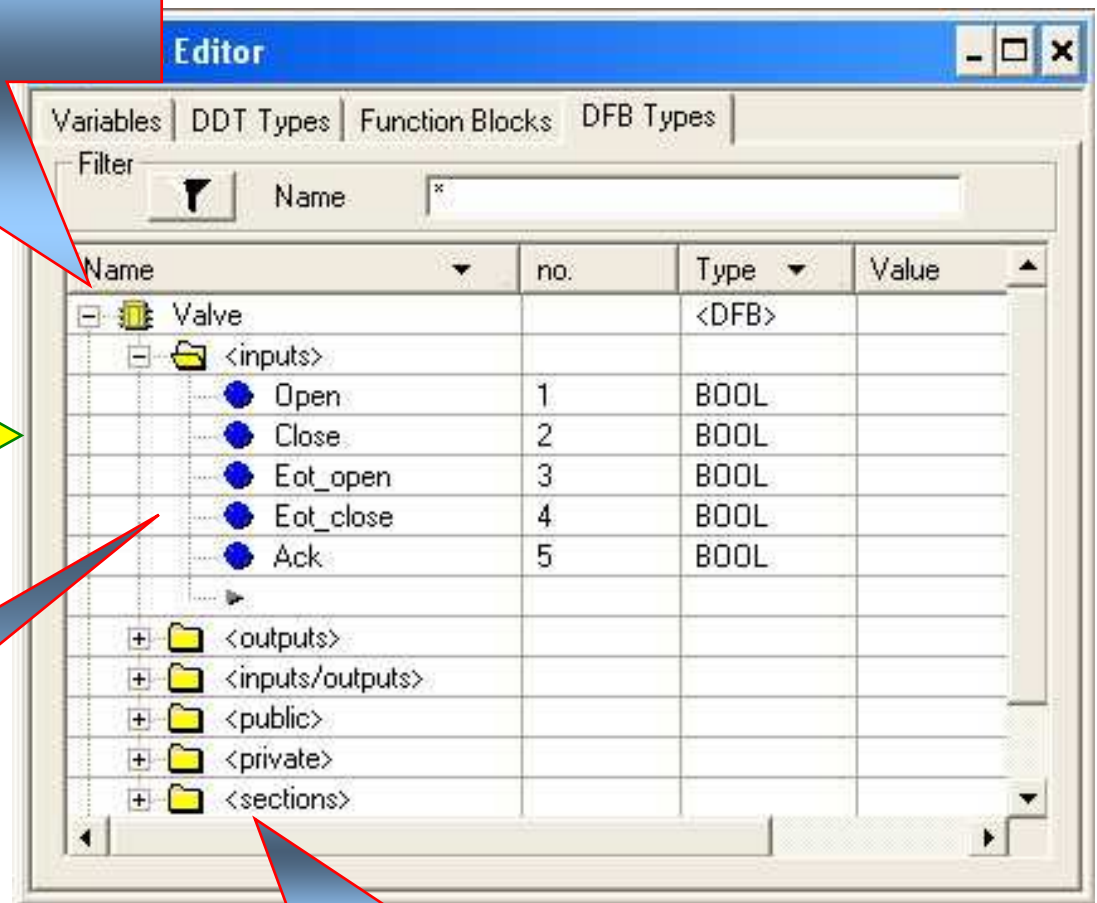 Editor
Variables DDT Types Function Blocks DFB Types
Filter
Name *
Name no. Type Value
Valve <DFB>
<inputs>
Open 1 BOOL
Close 2 BOOL
Eot_open 3 BOOL
Eot_close 4 BOOL
Ack 5 BOOL
<outputs>
<inputs/outputs>
<public>
<private>
<sections>